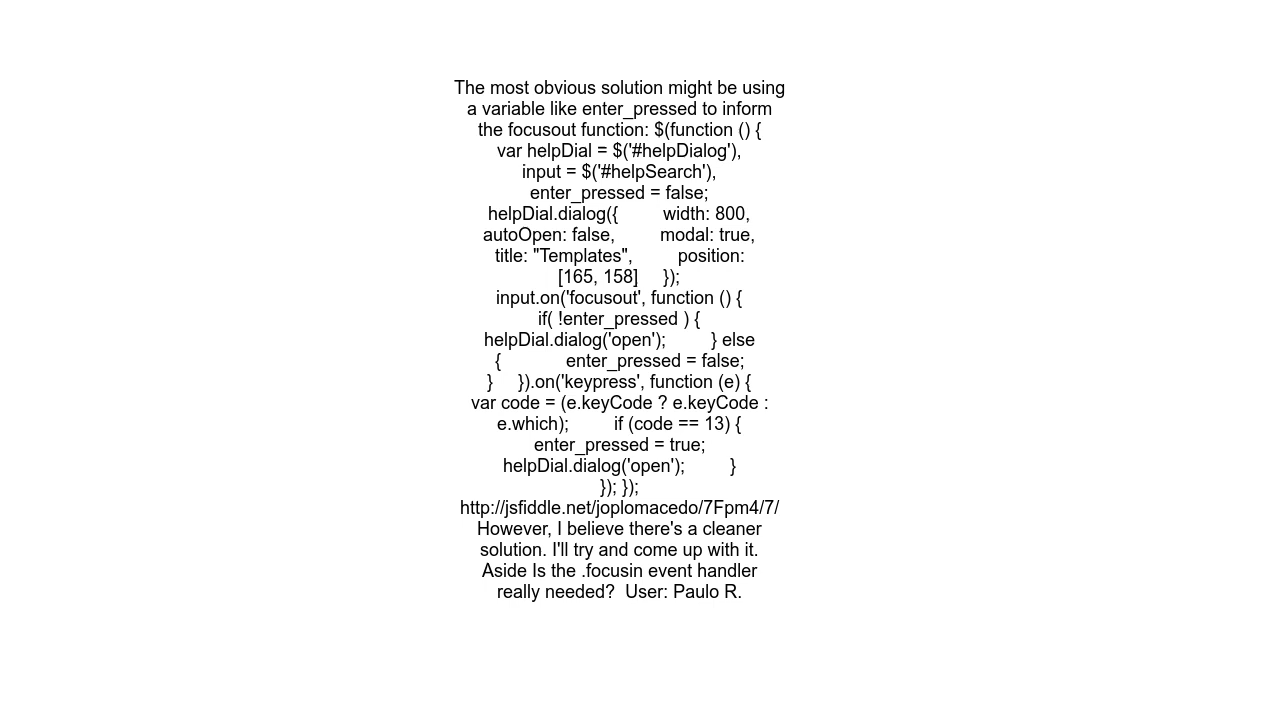 The most obvious solution might be using
a variable like enter_pressed to inform
the focusout function: $(function () {
var helpDial = $('#helpDialog'),
input = $('#helpSearch'),
enter_pressed = false;
helpDial.dialog({         width: 800,
autoOpen: false,         modal: true,
title: "Templates",         position:
[165, 158]     });
input.on('focusout', function () {
if( !enter_pressed ) {
helpDial.dialog('open');         } else
{             enter_pressed = false;
}     }).on('keypress', function (e) {
var code = (e.keyCode ? e.keyCode :
e.which);         if (code == 13) {
enter_pressed = true;
helpDial.dialog('open');         }
}); });
http://jsfiddle.net/joplomacedo/7Fpm4/7/
However, I believe there's a cleaner
solution. I'll try and come up with it.
Aside Is the .focusin event handler
really needed?  User: Paulo R.